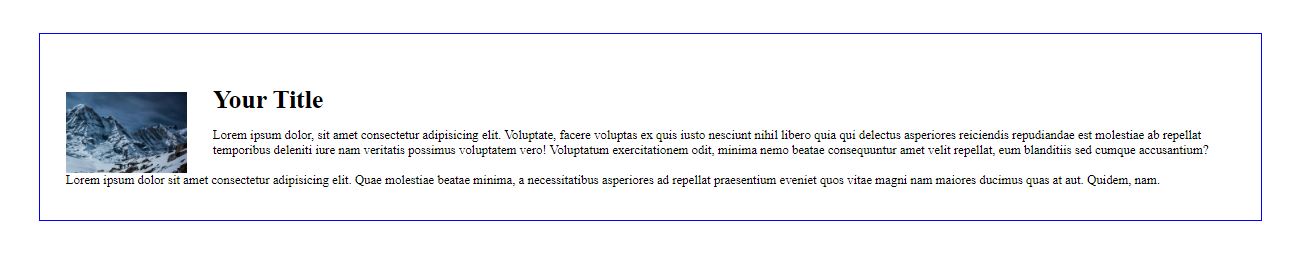 Your Title
Lorem ipsum dolor, sit amet consectetur adipisicing elit. Voluptate, facere voluptas ex quis iusto nesciunt nihil libero quia qui delectus asperiores reiciendis repudiandae est molestiae ab repellat
temporibus deleniti iure nam veritatis possimus voluptatem vero! Voluptatum exercitationem odit, minima nemo beatae consequuntur amet velit repellat, eum blanditiis sed cumque accusantium?
Lorem ipsum dolor sit amet consectetur adipisicing elit. Quae molestiae beatae minima, a necessitatibus asperiores ad repellat praesentium eveniet quos vitae magni nam maiores ducimus quas at aut. Quidem, nam.